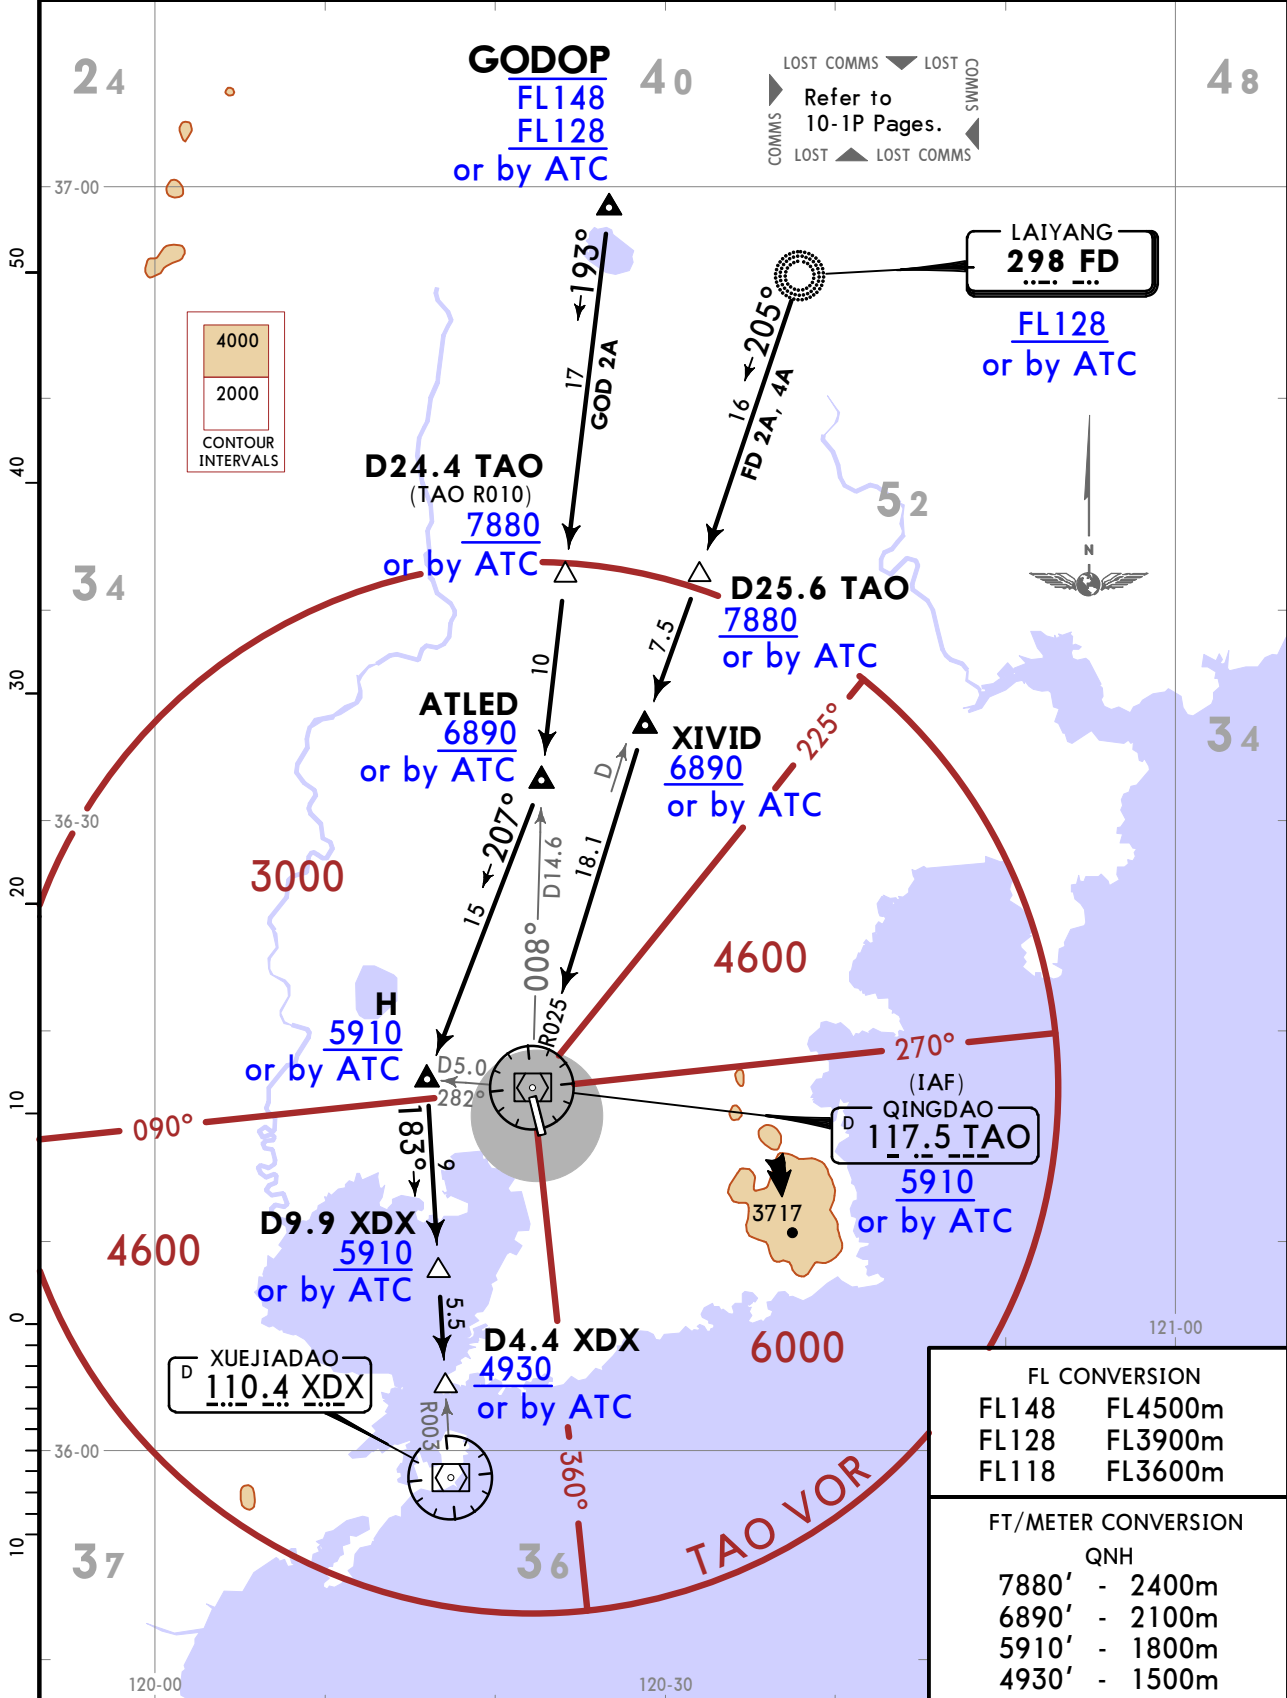 GODOP
FL148
FL128
or by ATC
24
40
48
LOST COMMS LOST COMMS
Refer to
10-1P Pages.
COMMS LOST LOST COMMS
37-00
LAIYANG
298 FD
FL128
or by ATC
193°
17
GOD 2A
205°
16
FD 2A, 4A
50
40
30
20
10
0
10
4000
2000
CONTOUR
INTERVALS
D24.4 TAO
(TAO R010)
7880
or by ATC
52
N
34
D25.6 TAO
7880
or by ATC
10
7.5
ATLED
6890
or by ATC
XIVID
6890
or by ATC
225°
34
36-30
207°
15
D14.6
008°
D
18.1
R025
3000
4600
H
5910
or by ATC
D5.0
282°
270°
090°
(IAF)
QINGDAO
D 117.5 TAO
5910
or by ATC
183°
9
3717
D9.9 XDX
5910
or by ATC
4600
5.5
D4.4 XDX
4930
or by ATC
6000
121-00
XUEJIADAO
D 110.4 XDX
R003
36-00
360°
TAO VOR
37
36
120-00
120-30
FL CONVERSION
FL148 FL4500m
FL128 FL3900m
FL118 FL3600m
FT/METER CONVERSION
QNH
7880' - 2400m
6890' - 2100m
5910' - 1800m
4930' - 1500m